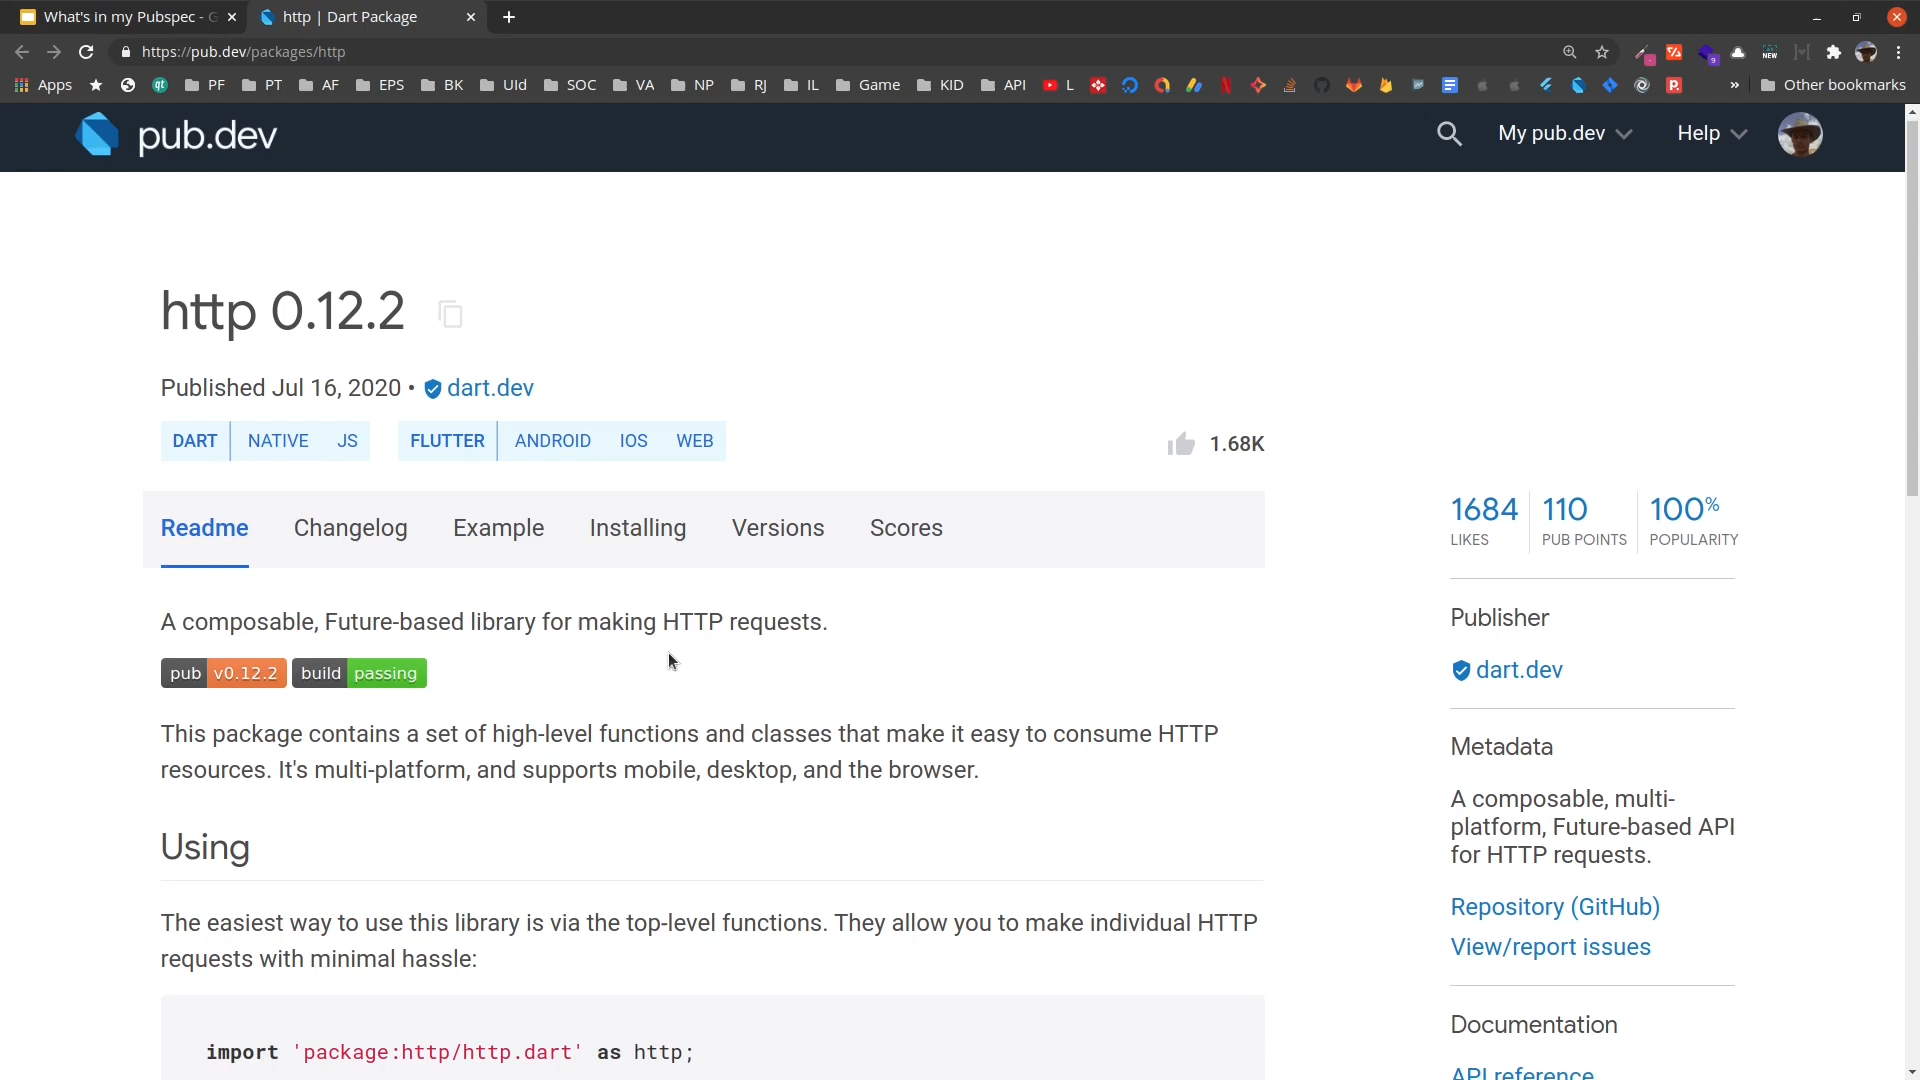 What's in my Pubspec - G
http | Dart Package
https://pub.dev/packages/http
9
NEW
Apps
PF
PT
AF
EPS
BK
UId
SOC
VA
NP
RJ
IL
Game
KID
API
L
»
Other bookmarks
pub.dev
My pub.dev
Help
http 0.12.2
Published Jul 16, 2020 • dart.dev
DART NATIVE JS FLUTTER ANDROID IOS WEB
1.68K
Readme Changelog Example Installing Versions Scores
A composable, Future-based library for making HTTP requests.
pub v0.12.2 build passing
This package contains a set of high-level functions and classes that make it easy to consume HTTP
resources. It's multi-platform, and supports mobile, desktop, and the browser.
Using
The easiest way to use this library is via the top-level functions. They allow you to make individual HTTP
requests with minimal hassle:
import 'package:http/http.dart' as http;
1684 110 100%
LIKES PUB POINTS POPULARITY
Publisher
dart.dev
Metadata
A composable, multi-
platform, Future-based API
for HTTP requests.
Repository (GitHub)
View/report issues
Documentation
API reference